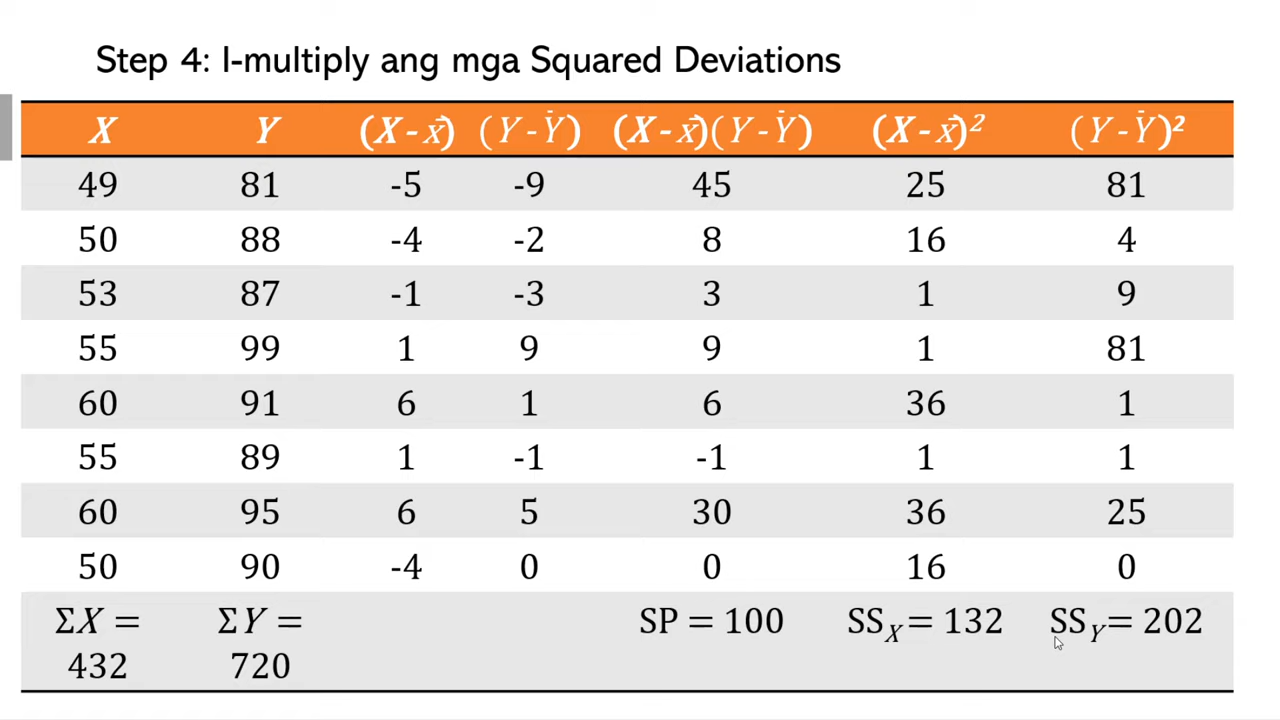 Step 4: I-multiply ang mga Squared Deviations
X Y (X - x̄) (Y - Ȳ) (X - x̄)(Y - Ȳ) (X - x̄)² (Y - Ȳ)²
49 81 -5 -9 45 25 81
50 88 -4 -2 8 16 4
53 87 -1 -3 3 1 9
55 99 1 9 9 1 81
60 91 6 1 6 36 1
55 89 1 -1 -1 1 1
60 95 6 5 30 36 25
50 90 -4 0 0 16 0
ΣX = ΣY = SP = 100 SSX = 132 SSY = 202
432 720